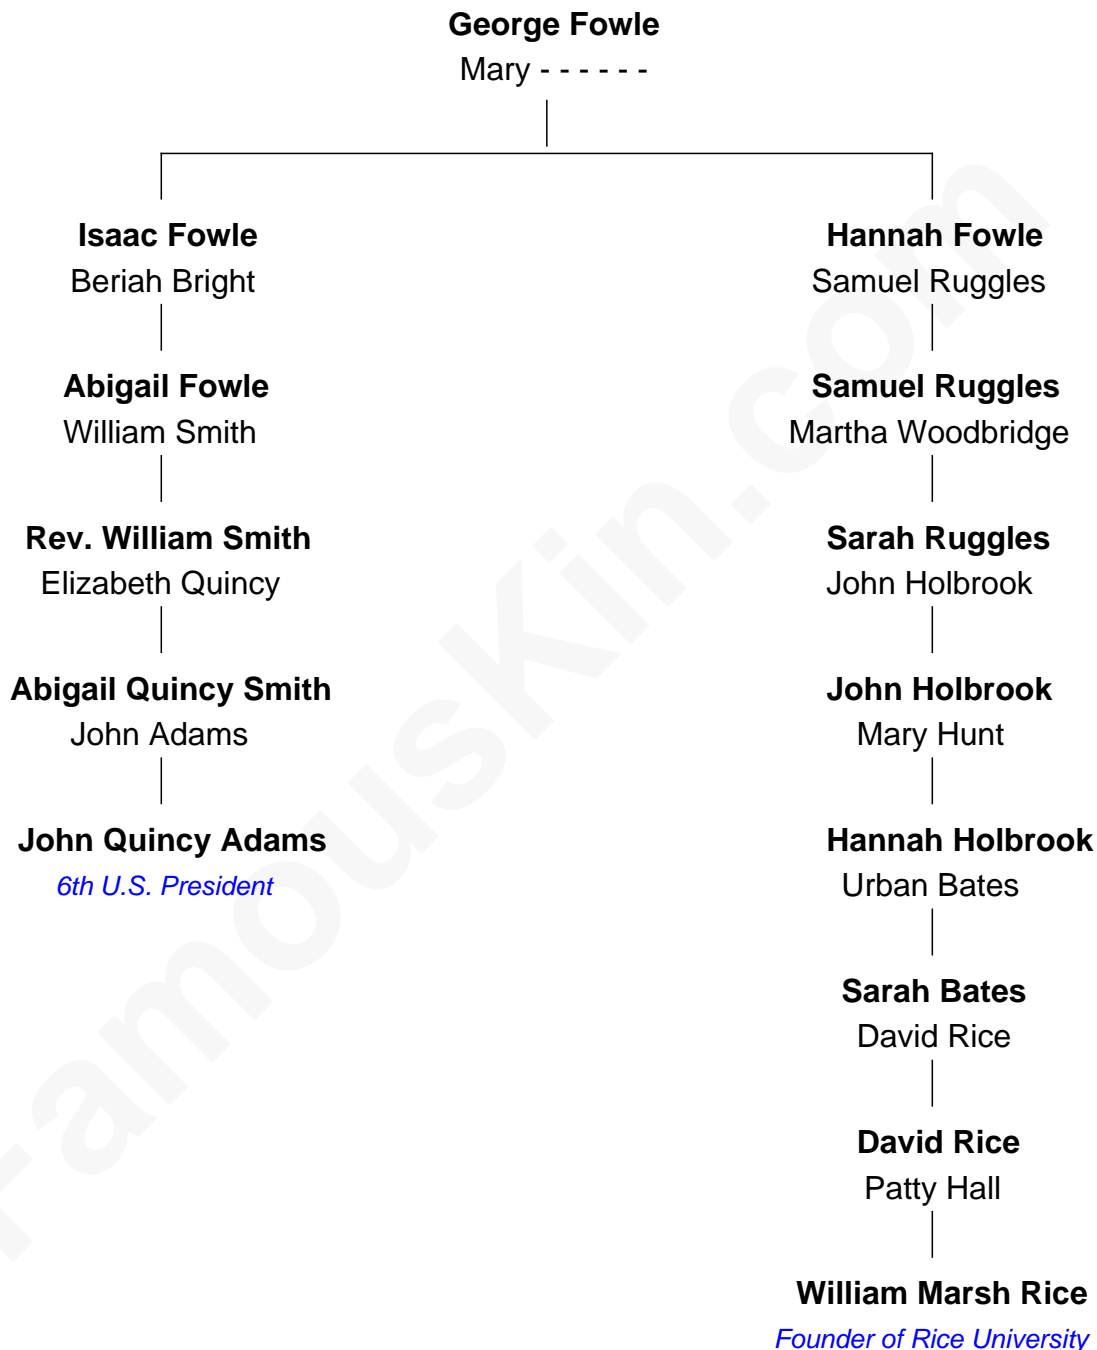 George Fowle
Mary - - - - - -
Isaac Fowle
Beriah Bright
Hannah Fowle
Samuel Ruggles
Abigail Fowle
William Smith
Samuel Ruggles
Martha Woodbridge
Rev. William Smith
Elizabeth Quincy
Sarah Ruggles
John Holbrook
Abigail Quincy Smith
John Adams
John Holbrook
Mary Hunt
John Quincy Adams
6th U.S. President
Hannah Holbrook
Urban Bates
Sarah Bates
David Rice
David Rice
Patty Hall
William Marsh Rice
Founder of Rice University
FamousKin.com